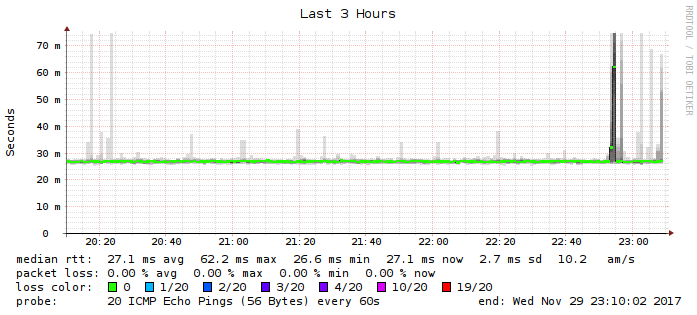 Last 3 Hours
RRDTOOL / TOBI OETIKER
Seconds
70 m
60 m
50 m
40 m
30 m
20 m
10 m
0
20:20 20:40 21:00 21:20 21:40 22:00 22:20 22:40 23:00
median rtt: 27.1 ms avg 62.2 ms max 26.6 ms min 27.1 ms now 2.7 ms sd 10.2 am/s
packet loss: 0.00 % avg 0.00 % max 0.00 % min 0.00 % now
loss color: 0 1/20 2/20 3/20 4/20 10/20 19/20
probe: 20 ICMP Echo Pings (56 Bytes) every 60s end: Wed Nov 29 23:10:02 2017